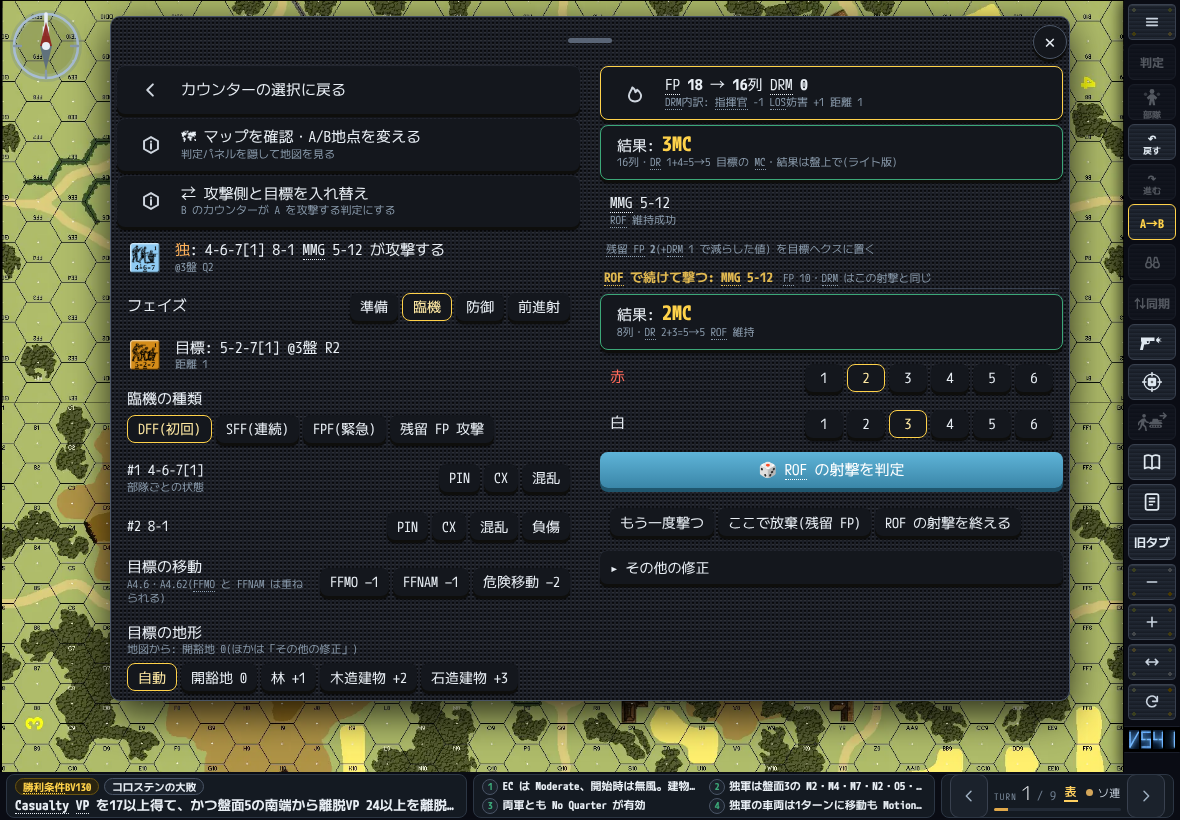 カウンターの選択に戻る
🗺 マップを確認・A/B地点を変える
判定パネルを隠して地図を見る
⇄ 攻撃側と目標を入れ替え
B のカウンターが A を攻撃する判定にする
独: 4-6-7[1] 8-1 MMG 5-12 が攻撃する
@3盤 Q2
フェイズ
準備 臨機 防御 前進射
目標: 5-2-7[1] @3盤 R2
距離 1
臨機の種類
DFF(初回) SFF(連続) FPF(緊急) 残留 FP 攻撃
#1 4-6-7[1]
部隊ごとの状態
PIN CX 混乱
#2 8-1
PIN CX 混乱 負傷
目標の移動
A4.6・A4.62(FFMO と FFNAM は重ねられる)
FFMO −1 FFNAM −1 危険移動 −2
目標の地形
地図から: 開豁地 0(ほかは「その他の修正」)
自動 開豁地 0 林 +1 木造建物 +2 石造建物 +3
FP 18 → 16列 DRM 0
DRM内訳: 指揮官 -1 LOS妨害 +1 距離 1
結果: 3MC
16列・DR 1+4=5→5 目標の MC・結果は盤上で(ライト版)
MMG 5-12
ROF 維持成功
残留 FP 2(+DRM 1 で減らした値) を目標ヘクスに置く
ROF で続けて撃つ: MMG 5-12 FP 10・DRM はこの射撃と同じ
結果: 2MC
8列・DR 2+3=5→5 ROF 維持
赤 1 2 3 4 5 6
白 1 2 3 4 5 6
🎲 ROF の射撃を判定
もう一度撃つ ここで放棄(残留 FP) ROF の射撃を終える
▸ その他の修正
判定
部隊
戻す
進む
A→B
⇅同期
旧タブ
VS41
4
3
勝利条件BV130 コロステンの大敗
Casualty VP を17以上得て、かつ盤面5の南端から離脱VP 24以上を離脱…
1 EC は Moderate、開始時は無風。建物…
2 独軍は盤面3の M2・M4・M7・N2・O5・…
3 両軍とも No Quarter が有効
4 独軍の車両は1ターンに移動も Motion…
TURN 1 / 9 表 ソ連